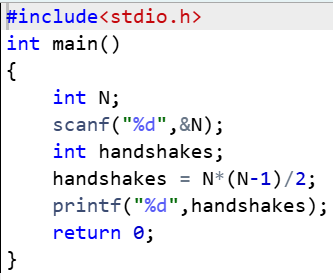 #include<stdio.h>
int main()
{
    int N;
    scanf("%d",&N);
    int handshakes;
    handshakes = N*(N-1)/2;
    printf("%d",handshakes);
    return 0;
}